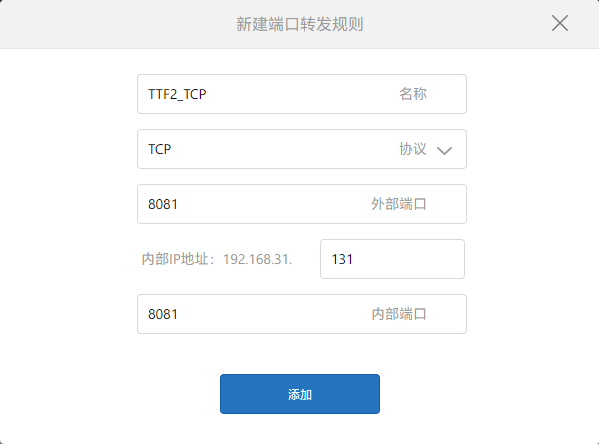 新建端口转发规则
TTF2_TCP 名称
TCP 协议
8081 外部端口
内部IP地址：192.168.31. 131
8081 内部端口
添加